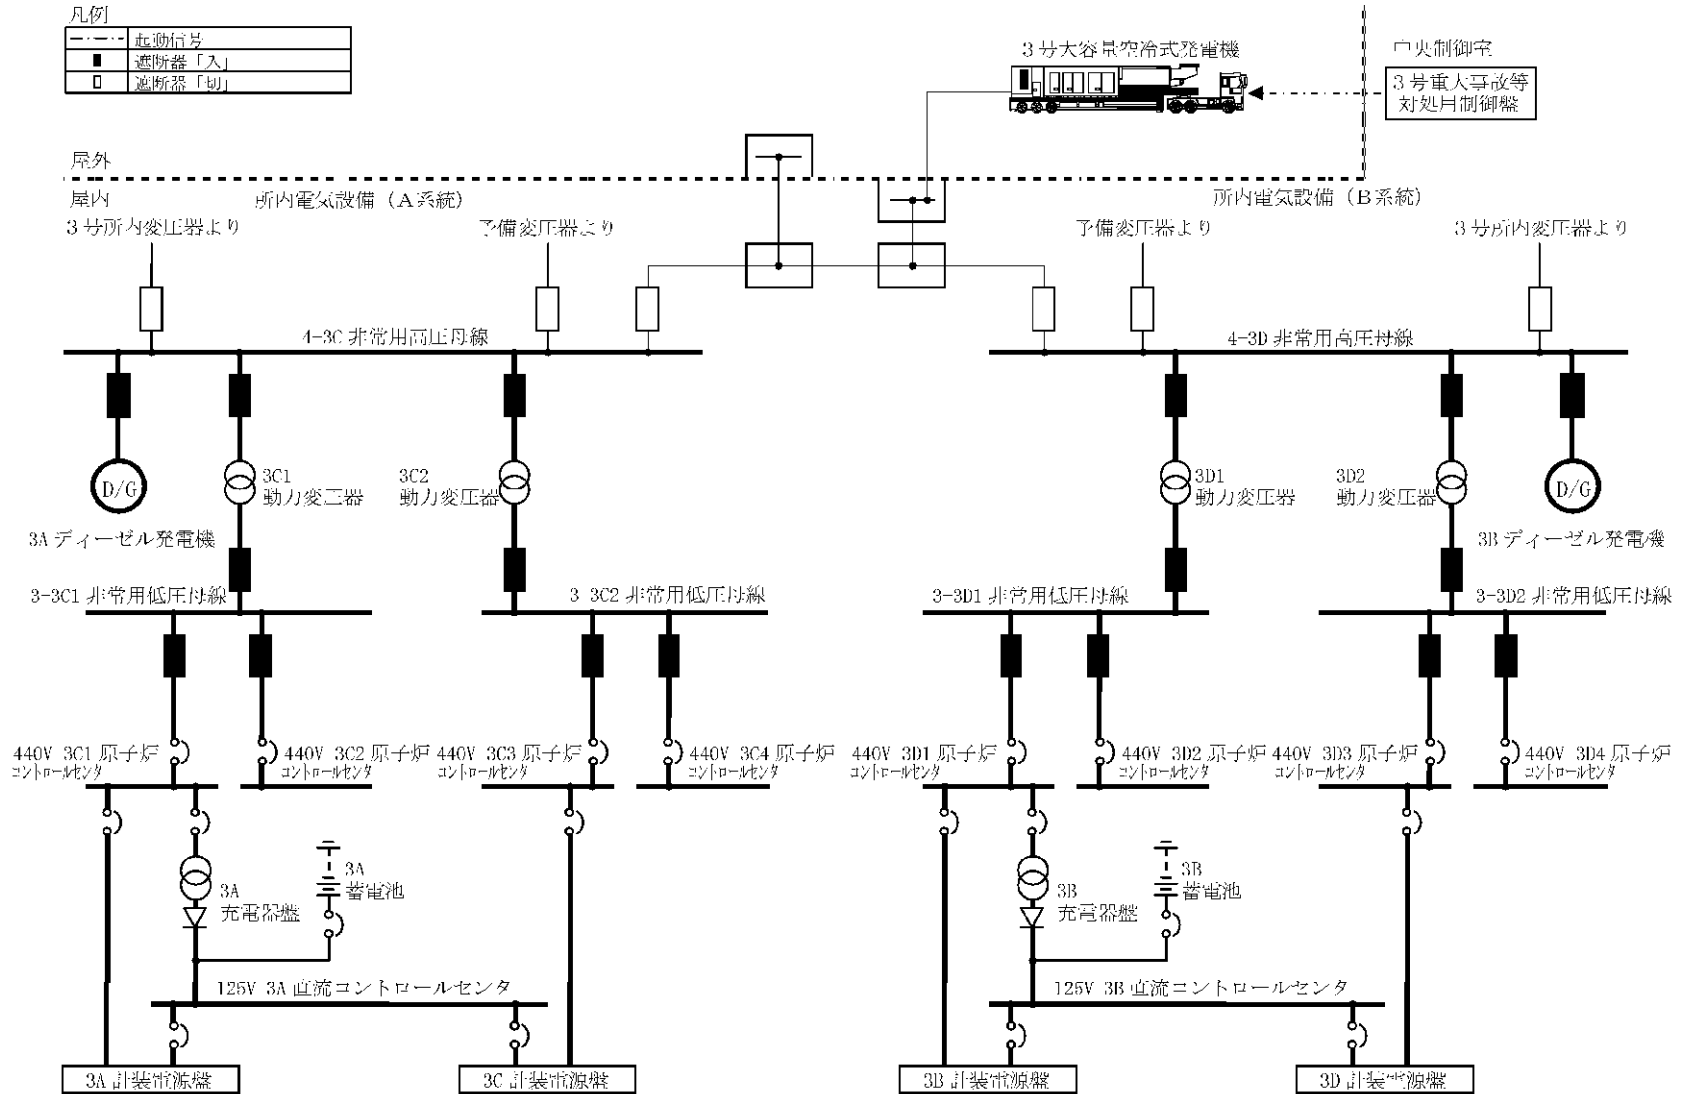 凡例
起動信号
遮断器「入」
遮断器「切」
3号大容量空冷式発電機
中央制御室
3号重大事故等
対処用制御盤
屋外
屋内
所内電気設備（A系統）
所内電気設備（B系統）
3号所内変圧器より
予備変圧器より
予備変圧器より
3号所内変圧器より
4-3C 非常用高圧母線
4-3D 非常用高圧母線
D/G
3C1
動力変圧器
3C2
動力変圧器
3D1
動力変圧器
3D2
動力変圧器
D/G
3A ディーゼル発電機
3B ディーゼル発電機
3-3C1 非常用低圧母線
3-3C2 非常用低圧母線
3-3D1 非常用低圧母線
3-3D2 非常用低圧母線
440V 3C1 原子炉
コントロールセンタ
440V 3C2 原子炉
コントロールセンタ
440V 3C3 原子炉
コントロールセンタ
440V 3C4 原子炉
コントロールセンタ
440V 3D1 原子炉
コントロールセンタ
440V 3D2 原子炉
コントロールセンタ
440V 3D3 原子炉
コントロールセンタ
440V 3D4 原子炉
コントロールセンタ
3A
充電器盤
3A
蓄電池
3B
充電器盤
3B
蓄電池
125V 3A 直流コントロールセンタ
125V 3B 直流コントロールセンタ
3A 計装電源盤
3C 計装電源盤
3B 計装電源盤
3D 計装電源盤